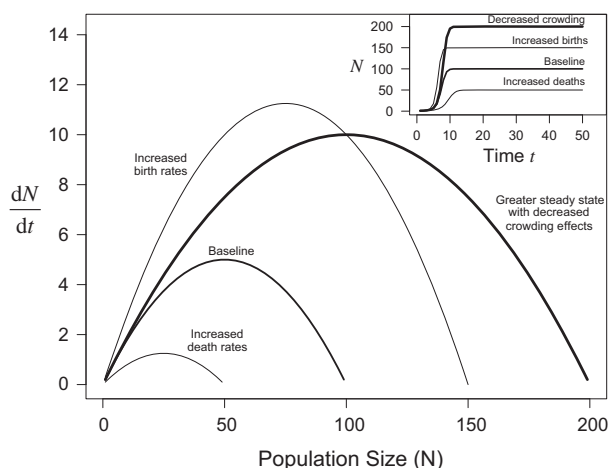 14
12
10
8
6
4
2
0
dN
dt
Increased
birth rates
Baseline
Increased
death rates
Greater steady state
with decreased
crowding effects
0
50
100
150
200
Population Size (N)
200
150
100
50
0
N
Decreased crowding
Increased births
Baseline
Increased deaths
0
10
20
30
40
50
Time t